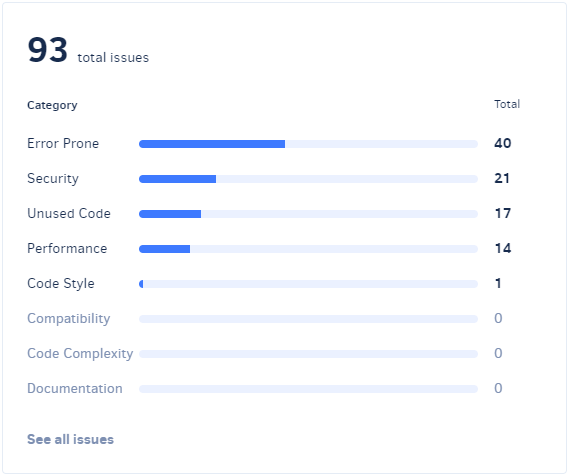 93 total issues
Category Total
Error Prone 40
Security 21
Unused Code 17
Performance 14
Code Style 1
Compatibility 0
Code Complexity 0
Documentation 0
See all issues